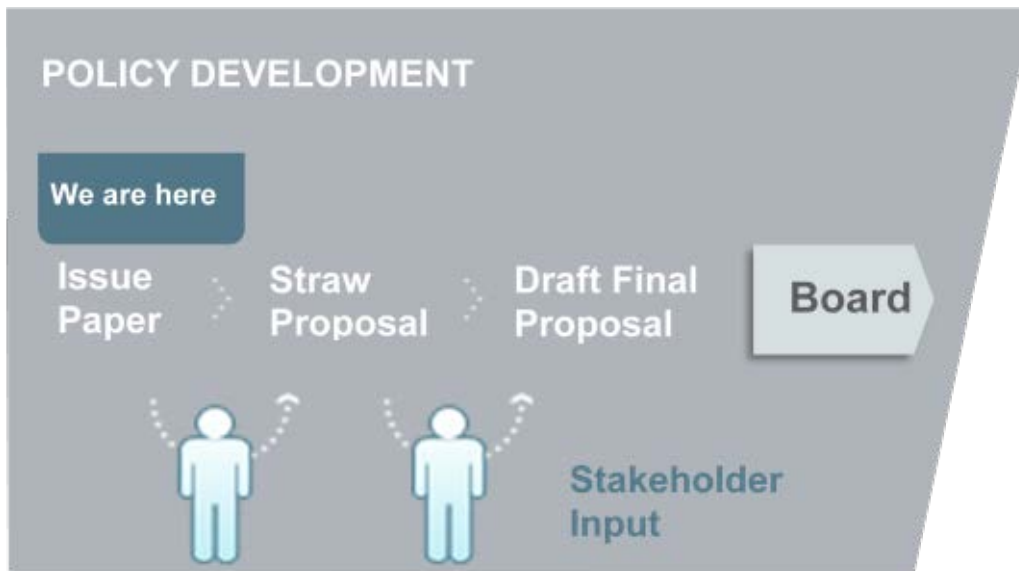 POLICY DEVELOPMENT
We are here
Issue
Paper
Straw
Proposal
Draft Final
Proposal
Board
Stakeholder
Input